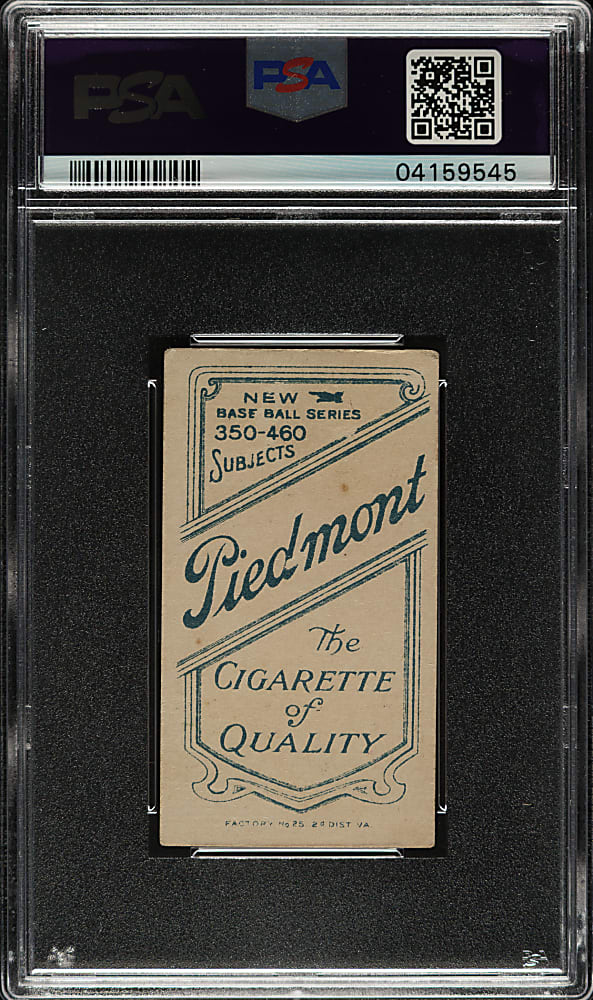 PSA
PSA
04159545
NEW
BASE BALL SERIES
350-460
SUBJECTS
Piedmont
The
CIGARETTE
of
QUALITY
FACTORY No 25. 2D DIST VA.
PSA